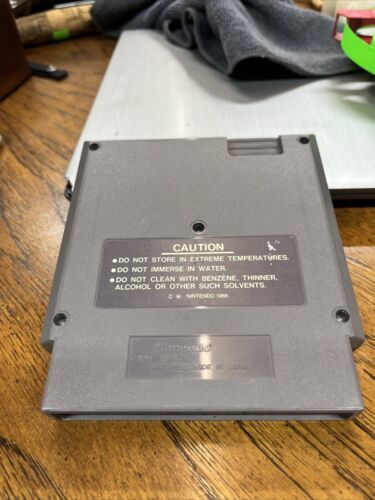 CAUTION
● DO NOT STORE IN EXTREME TEMPERATURES.
● DO NOT IMMERSE IN WATER
● DO NOT CLEAN WITH BENZENE, THINNER,
ALCOHOL OR OTHER SUCH SOLVENTS.
NINTENDO 1985
Nintendo
MADE IN JAPAN